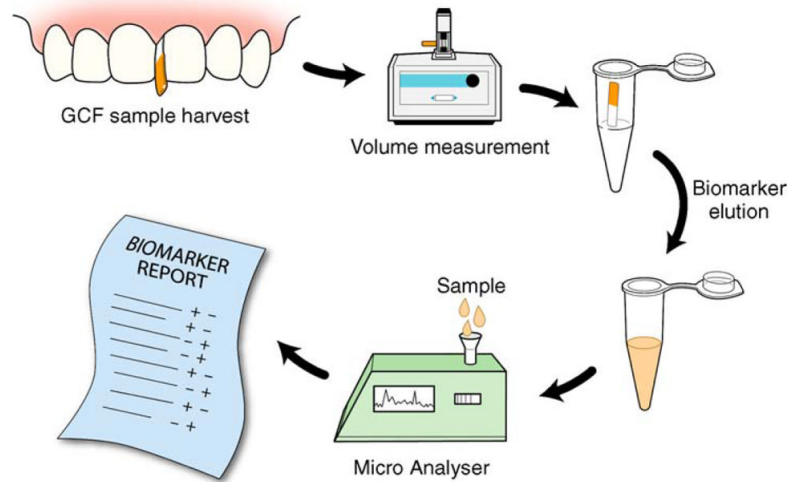 GCF sample harvest
Volume measurement
Biomarker
elution
Sample
Micro Analyser
BIOMARKER
REPORT
+ -
- +
+ -
- +
+ -
- +
+ -
- +